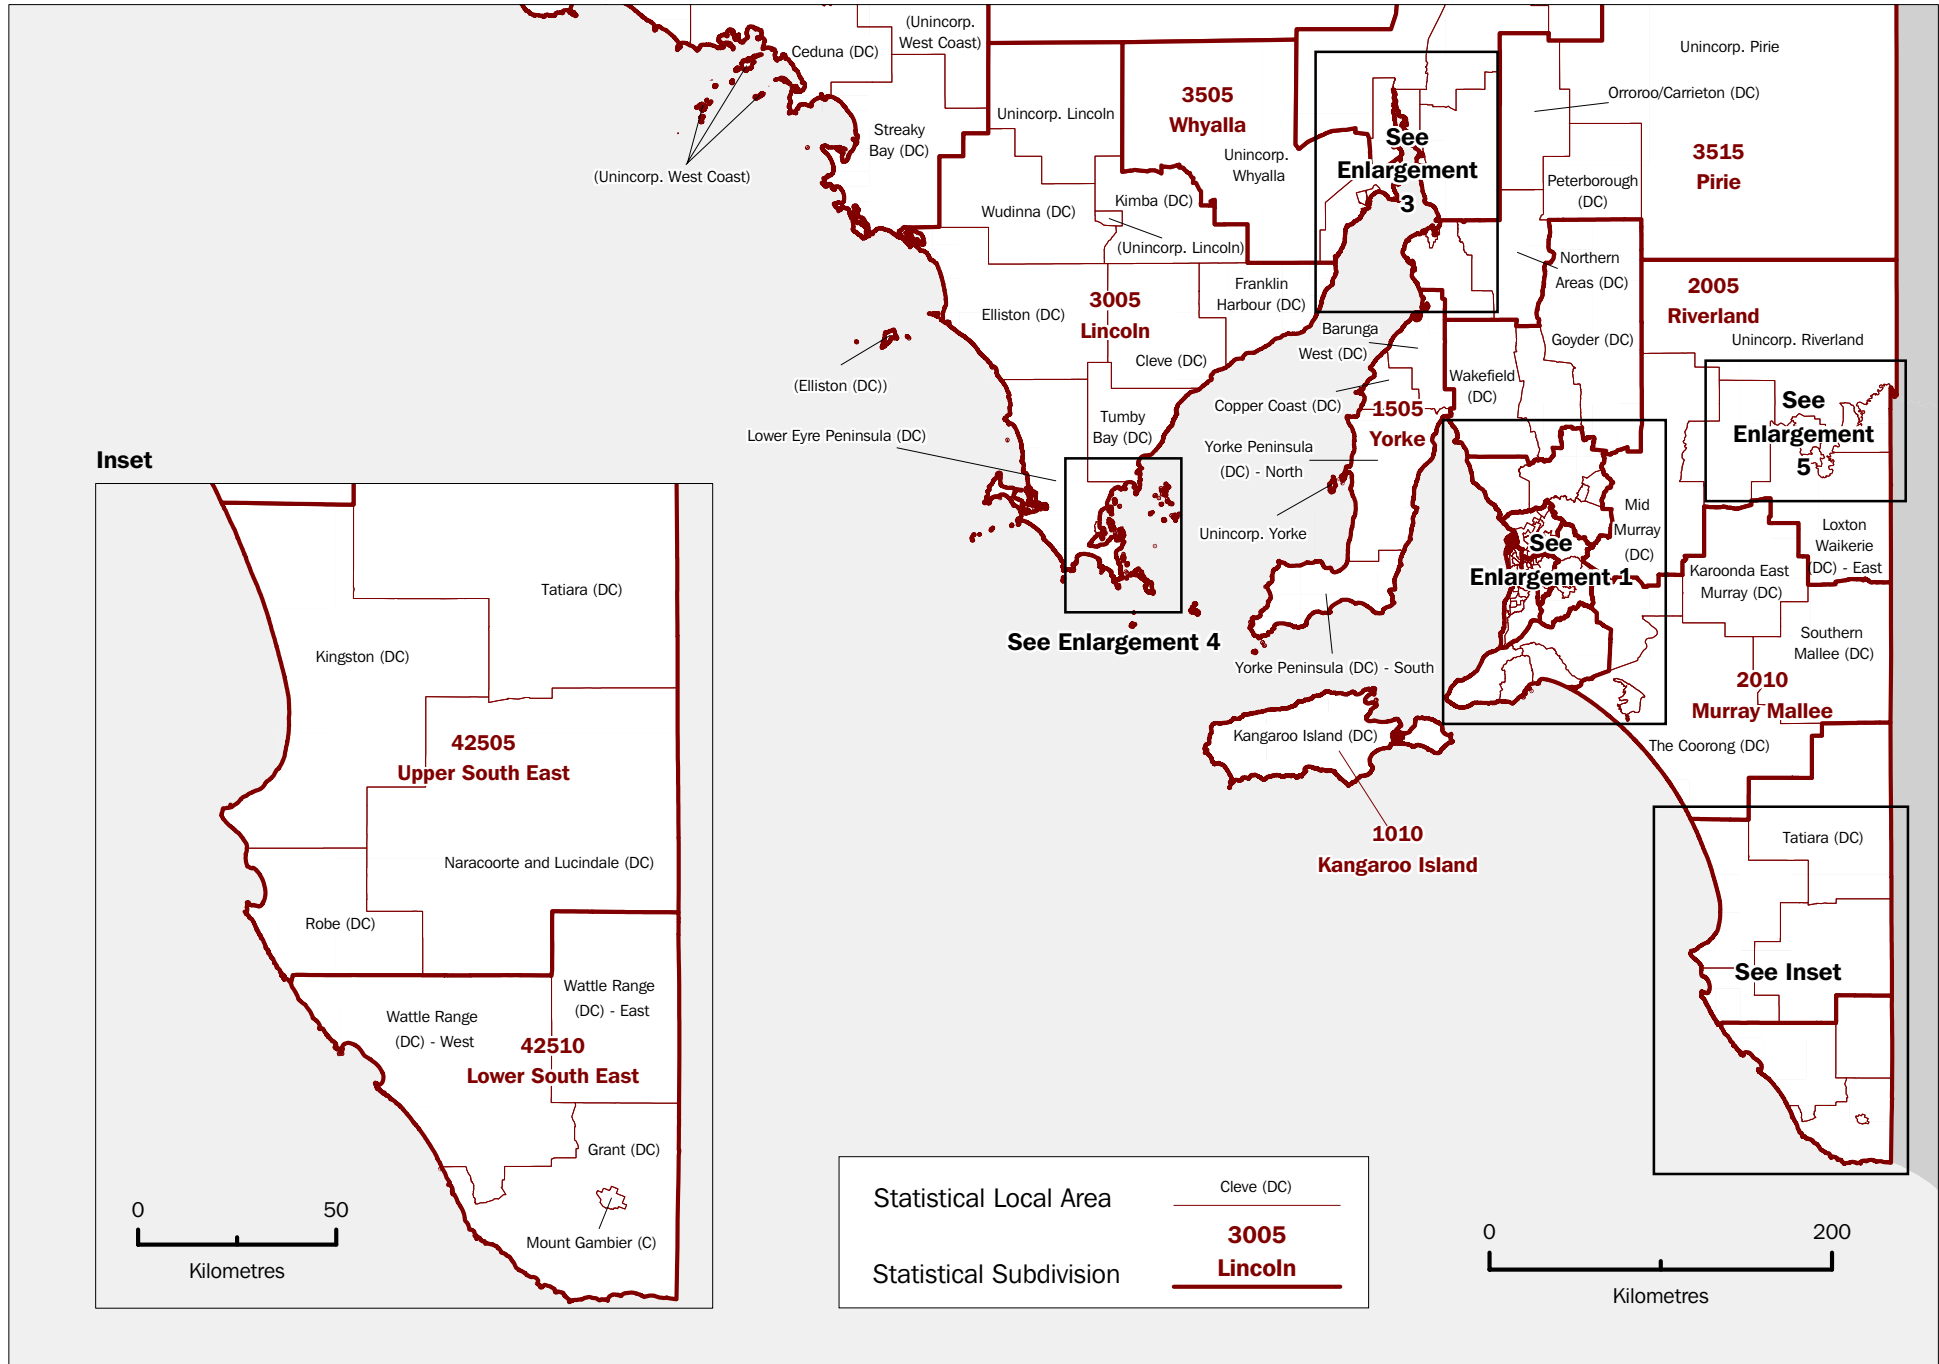 (Unincorp.
West Coast)
Ceduna (DC)
Unincorp. Pirie
Orroroo/Carrieton (DC)
3505
Whyalla
Unincorp. Lincoln
Streaky
Bay (DC)
See
Enlargement
3
3515
Pirie
Unincorp.
Whyalla
(Unincorp. West Coast)
Peterborough
(DC)
Kimba (DC)
Wudinna (DC)
(Unincorp. Lincoln)
Northern
Areas (DC)
Franklin
Harbour (DC)
2005
Riverland
3005
Lincoln
Elliston (DC)
Barunga
West (DC)
Goyder (DC)
Unincorp. Riverland
Cleve (DC)
(Elliston (DC))
Wakefield
(DC)
Copper Coast (DC)
1505
Yorke
See
Enlargement
5
Tumby
Bay (DC)
Lower Eyre Peninsula (DC)
Yorke Peninsula
(DC) - North
Inset
Mid
Murray
(DC)
Unincorp. Yorke
Loxton
Waikerie
(DC) - East
See
Enlargement 1
Karoonda East
Murray (DC)
Tatiara (DC)
See Enlargement 4
Southern
Mallee (DC)
Kingston (DC)
Yorke Peninsula (DC) - South
2010
Murray Mallee
Kangaroo Island (DC)
The Coorong (DC)
42505
Upper South East
1010
Kangaroo Island
Tatiara (DC)
Naracoorte and Lucindale (DC)
Robe (DC)
See Inset
Wattle Range
(DC) - East
Wattle Range
(DC) - West
42510
Lower South East
Grant (DC)
Mount Gambier (C)
0 50
Kilometres
Statistical Local Area
Cleve (DC)
3005
Lincoln
Statistical Subdivision
0 200
Kilometres